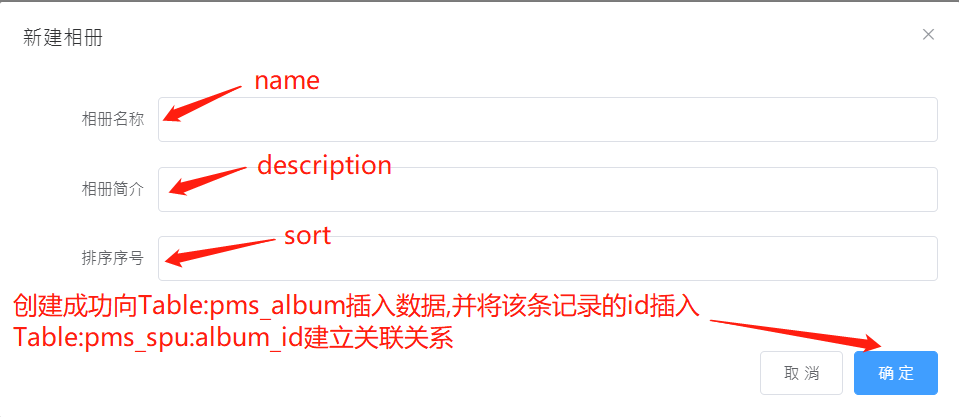 新建相册
name
相册名称
description
相册简介
sort
排序序号
创建成功向Table:pms_album插入数据,并将该条记录的id插入
Table:pms_spu:album_id建立关联关系
取 消 确 定